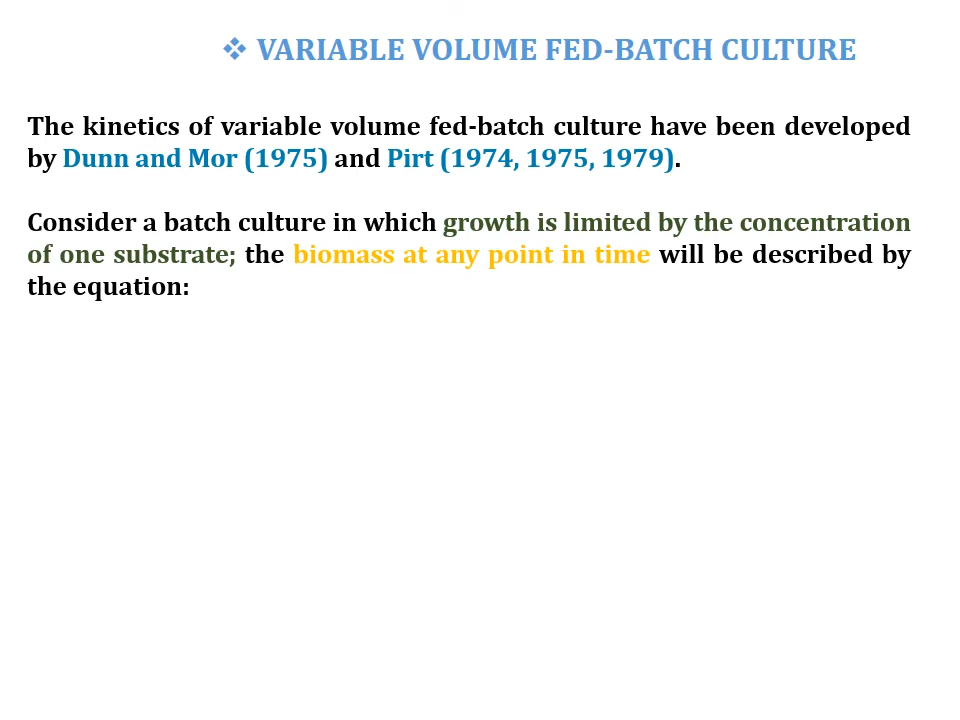 ❖ VARIABLE VOLUME FED-BATCH CULTURE
The kinetics of variable volume fed-batch culture have been developed
by Dunn and Mor (1975) and Pirt (1974, 1975, 1979).
Consider a batch culture in which growth is limited by the concentration
of one substrate; the biomass at any point in time will be described by
the equation: